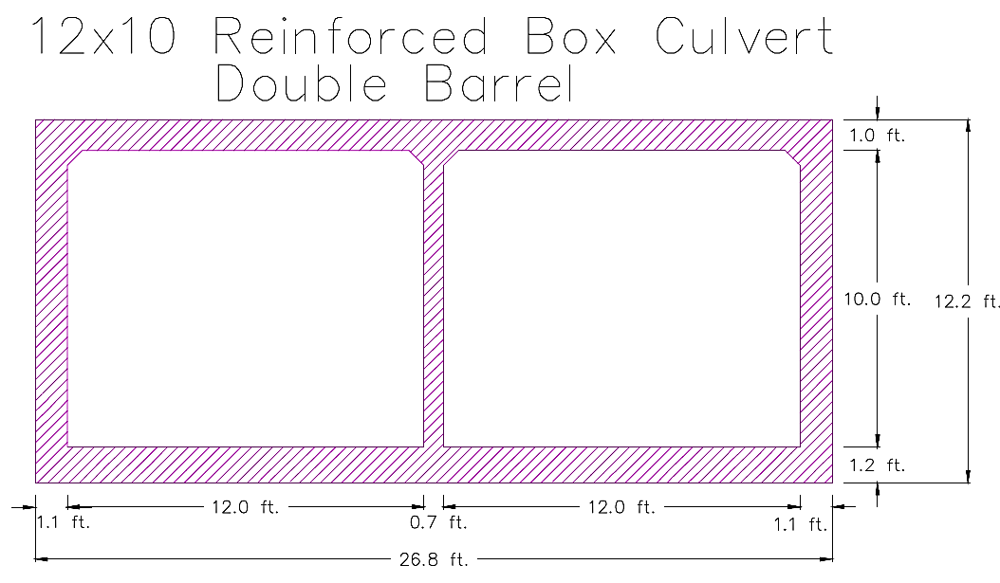 12x10 Reinforced Box Culvert
Double Barrel
1.0 ft.
10.0 ft.
12.2 ft.
1.2 ft.
12.0 ft.
12.0 ft.
1.1 ft.
0.7 ft.
1.1 ft.
26.8 ft.